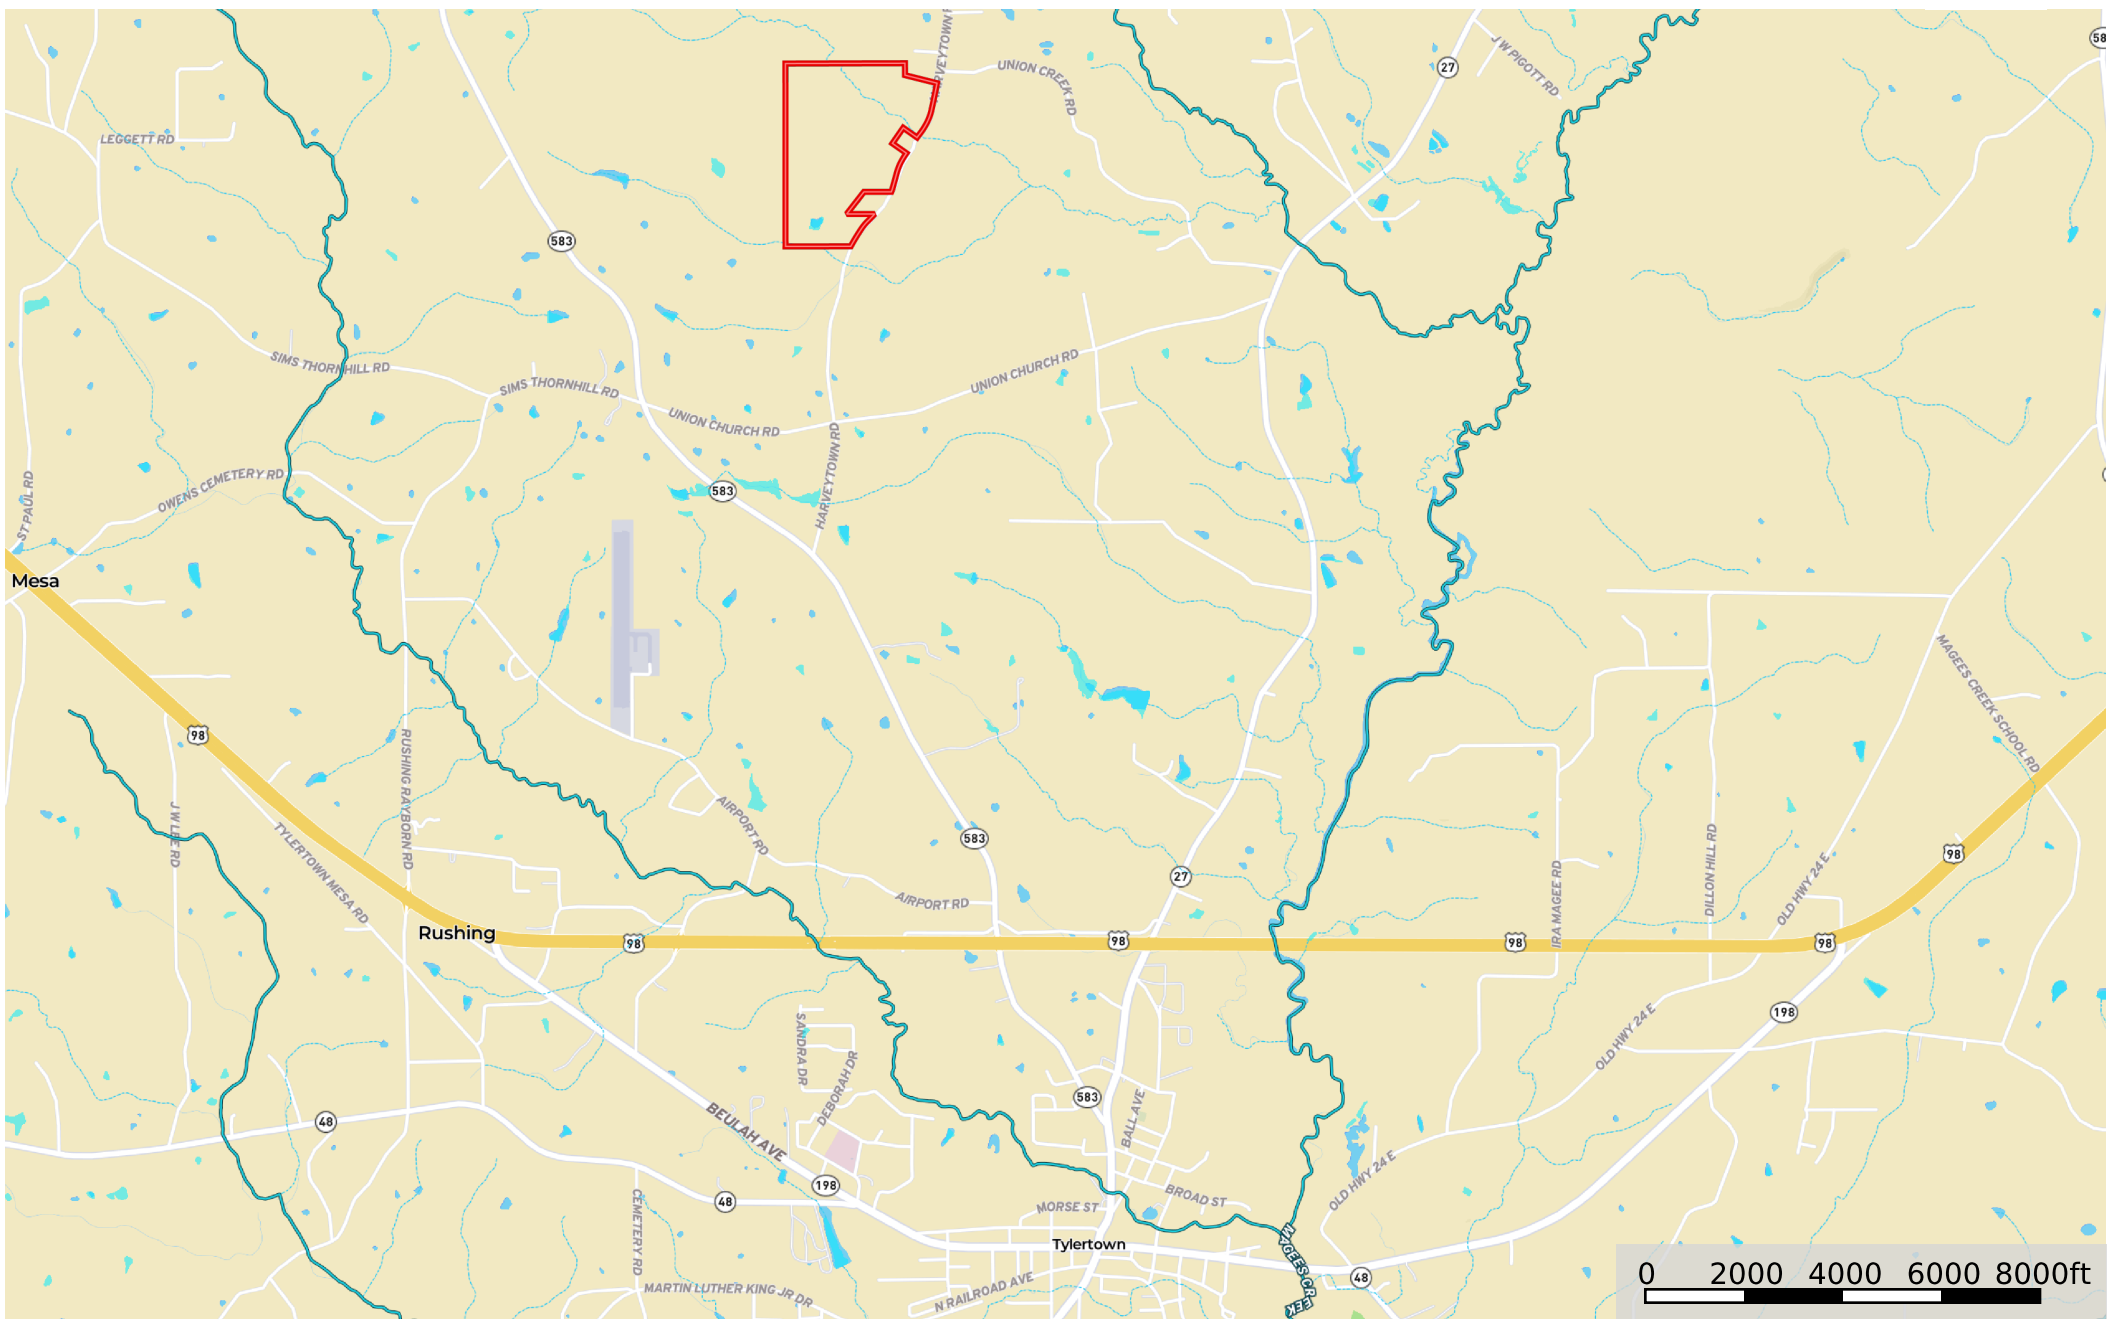 HARVEYTOWN
UNION CREEK RD
27
J W PIGOTT RD
58
LEGGETT RD
583
SIMS THORNHILL RD
SIMS THORNHILL RD
UNION CHURCH RD
UNION CHURCH RD
HARVEYTOWN RD
583
OWENS CEMETERY RD
ST PAUL RD
Mesa
98
RUSHING RAYBORN RD
J W LEE RD
TYLERTOWN MESA RD
AIRPORT RD
583
AIRPORT RD
27
MAGEES CREEK SCHOOL RD
DILLON HILL RD
IRA MAGEE RD
OLD HWY 24 E
98
Rushing
98
98
98
98
198
OLD HWY 24 E
SANDRA DR
DEBORAH DR
583
BALL AVE
48
BEULAH AVE
198
48
CEMETERY RD
MORSE ST
BROAD ST
OLD HWY 24 E
MAGEES CREEK
Tylertown
48
MARTIN LUTHER KING JR DR
N RAILROAD AVE
0 2000 4000 6000 8000ft